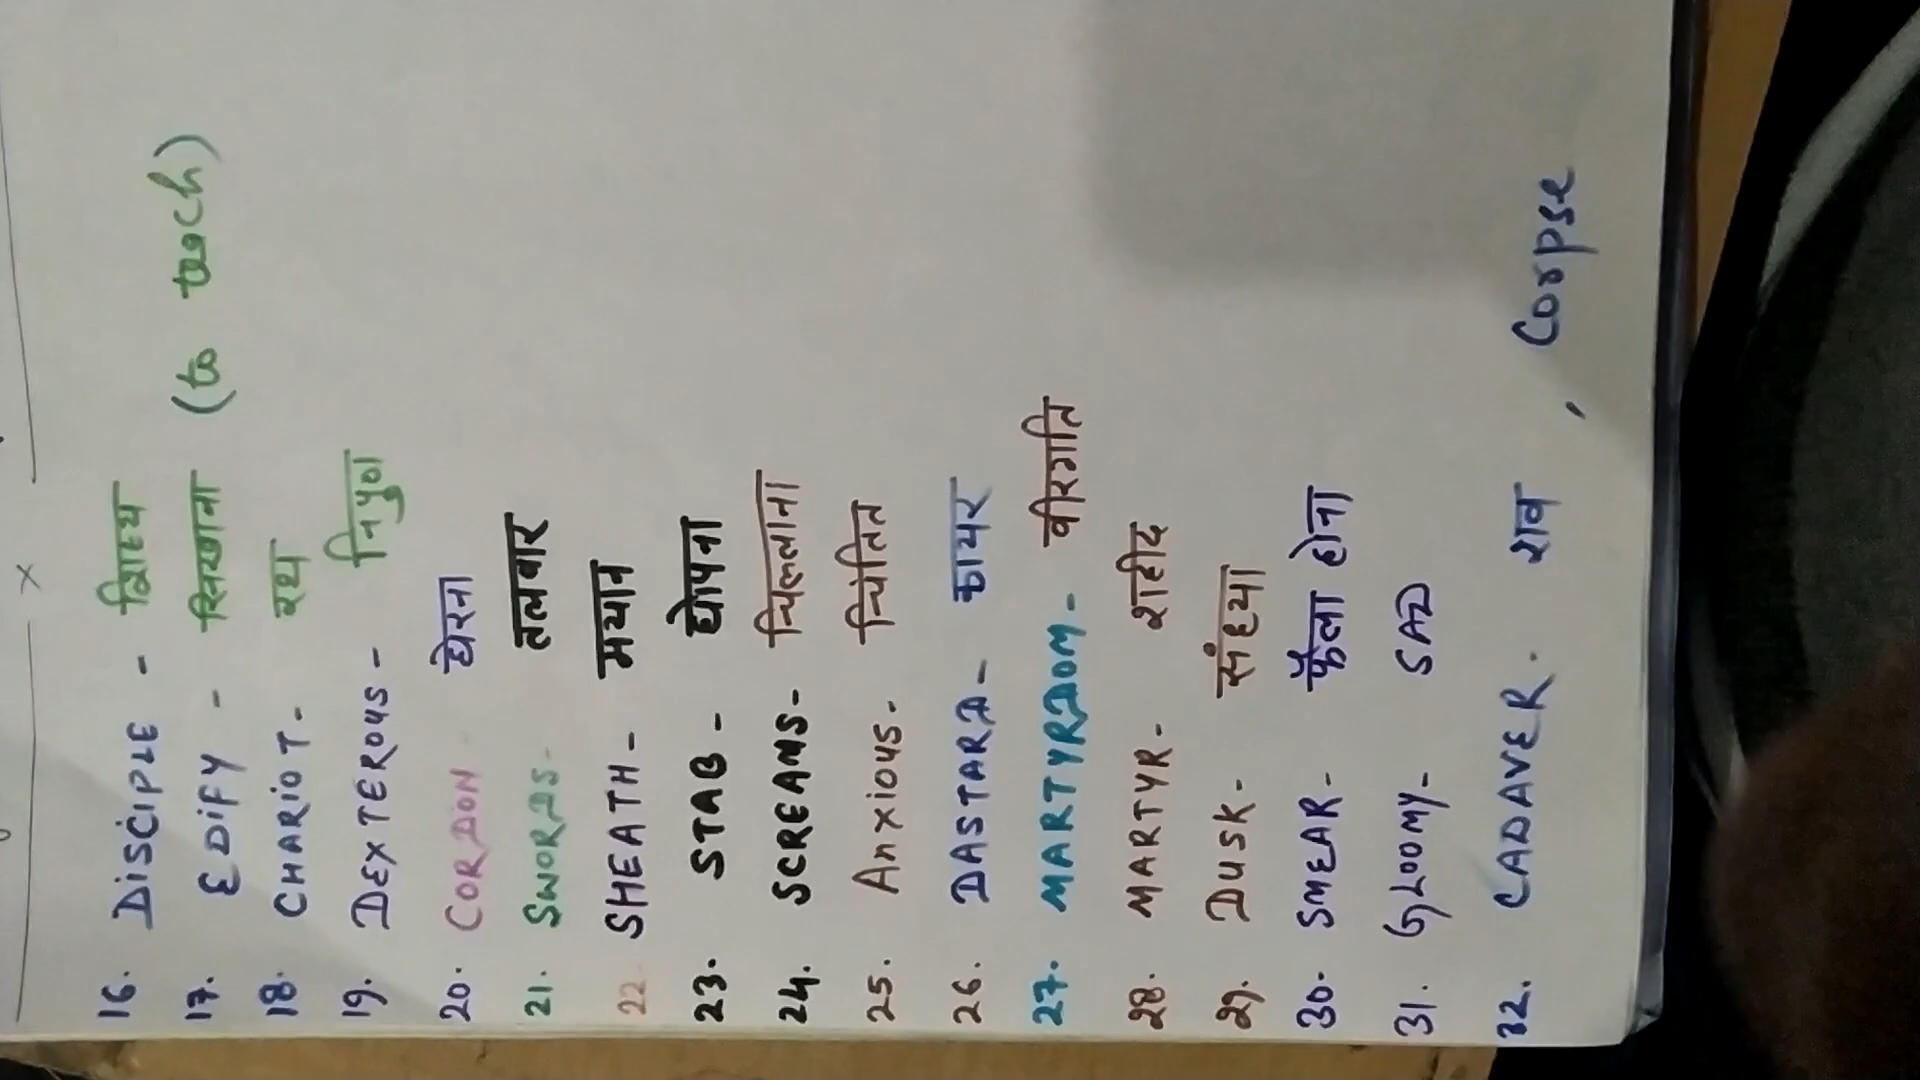 16. DISCIPLE - शिष्य
17. EDIFY - सिखाना (to teach)
18. CHARIOT - रथ
19. DEXTEROUS - निपुण
20. CORDON घेरना
21. SWORDS - तलवार
22 SHEATH - मयान
23. STAB - घोपना
24. SCREAMS - चिल्लाना
25. Anxious - चिंतित
26. DASTARD - कायर
27. MARTYRDOM - वीरगति
28. MARTYR - शहीद
29. DUSK - संध्या
30. SMEAR - फैला होना
31. GLOOMY - SAD
32. CADAVER. शव , Corpse